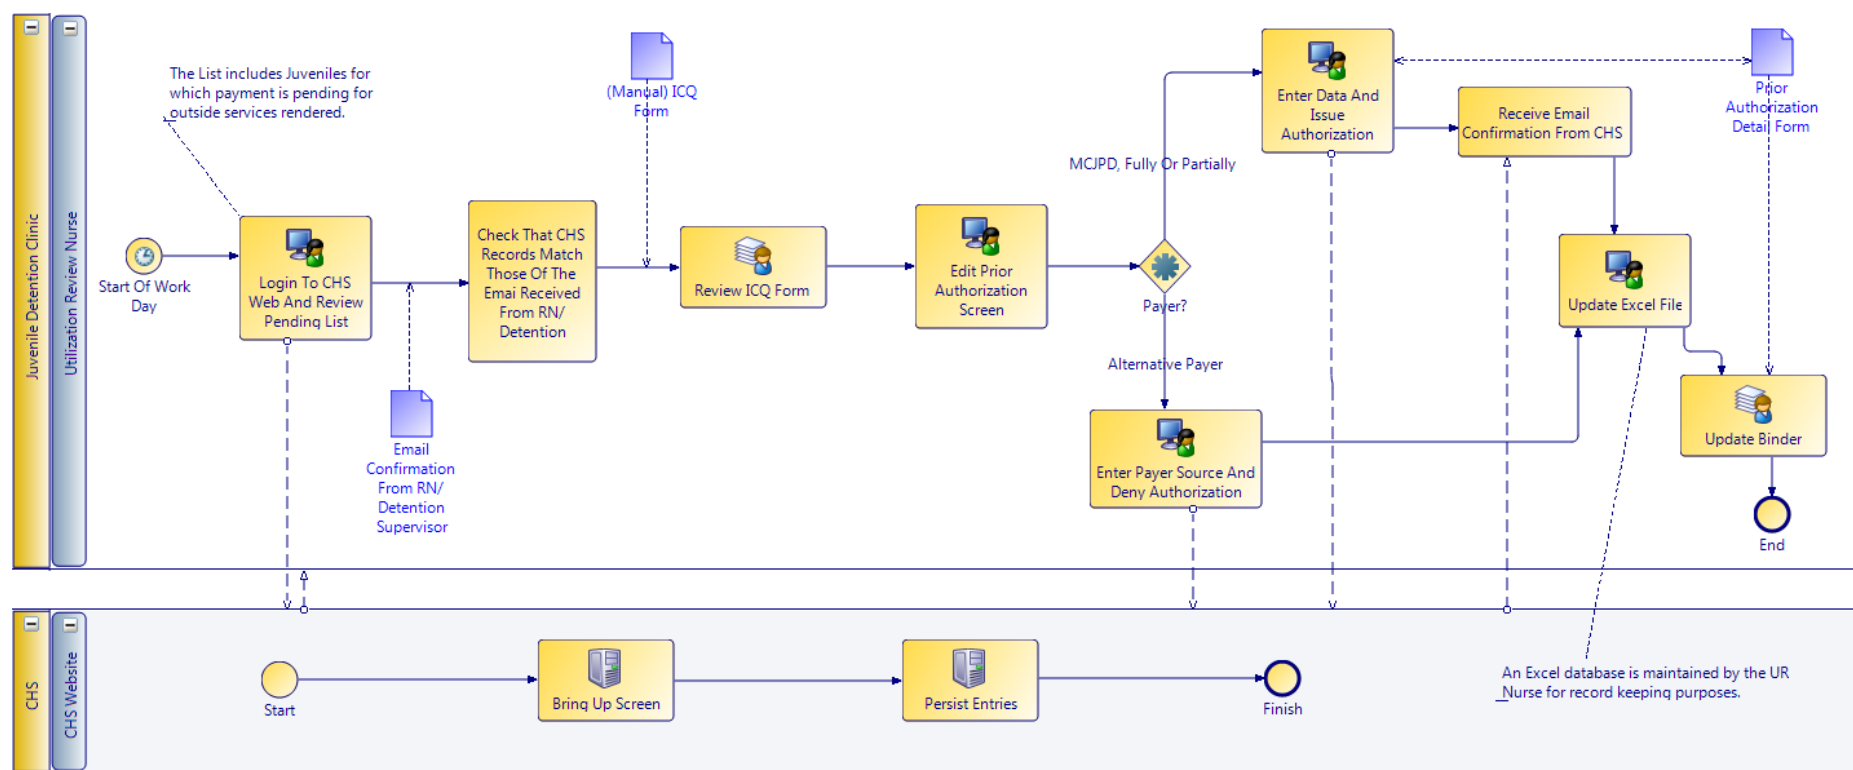 Juvenile Detention Clinic
Utilization Review Nurse
The List includes Juveniles for
which payment is pending for
outside services rendered.
Start Of Work
Day
Login To CHS
Web And Review
Pending List
Email
Confirmation
From RN/
Detention
Supervisor
Check That CHS
Records Match
Those Of The
Emai Received
From RN/
Detention
(Manual) ICQ
Form
Review ICQ Form
Edit Prior
Authorization
Screen
Payer?
MCJPD, Fully Or Partially
Alternative Payer
Enter Data And
Issue
Authorization
Receive Email
Confirmation From CHS
Prior
Authorization
Detail Form
Enter Payer Source And
Deny Authorization
Update Excel File
Update Binder
End
CHS
CHS Website
Start
Bring Up Screen
Persist Entries
Finish
An Excel database is maintained by the UR
Nurse for record keeping purposes.